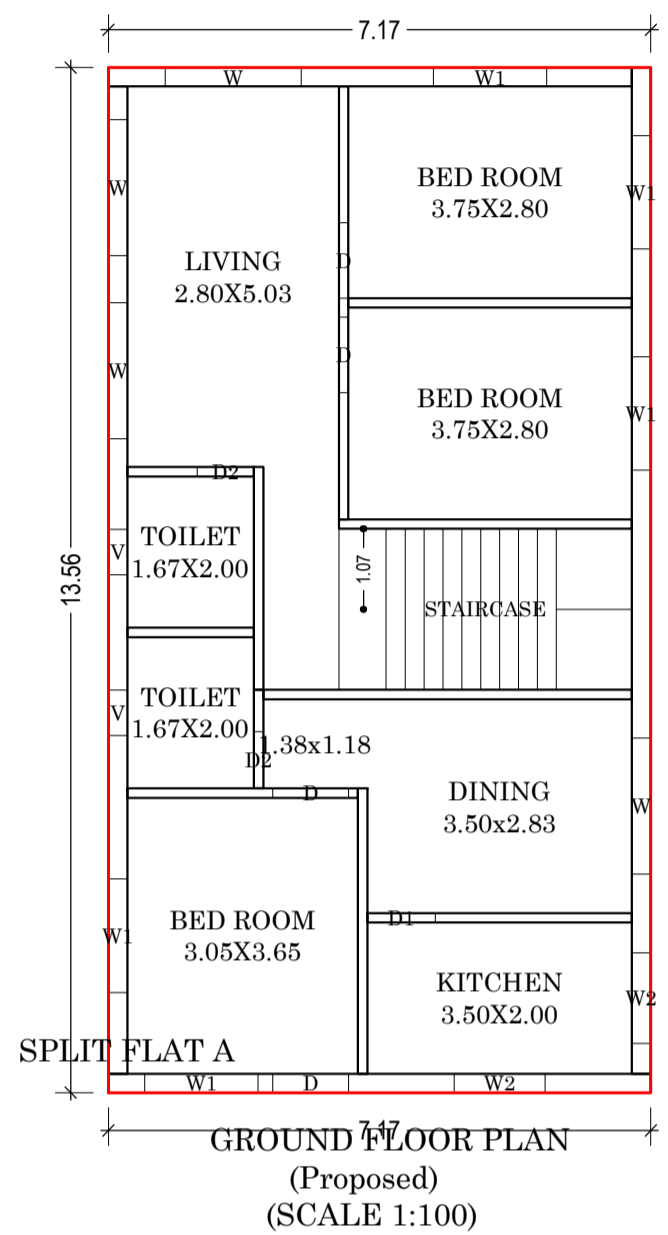 7.17
W
W1
W
BED ROOM
3.75X2.80
W1
LIVING
2.80X5.03
D
D
W
BED ROOM
3.75X2.80
W1
D2
TOILET
1.67X2.00
V
13.56
1.07
STAIRCASE
TOILET
1.67X2.00
V
1.38x1.18
D2
D
DINING
3.50x2.83
W
D1
BED ROOM
3.05X3.65
W1
KITCHEN
3.50X2.00
W2
SPLIT FLAT A
W1
D
W2
7.17
GROUND FLOOR PLAN
(Proposed)
(SCALE 1:100)